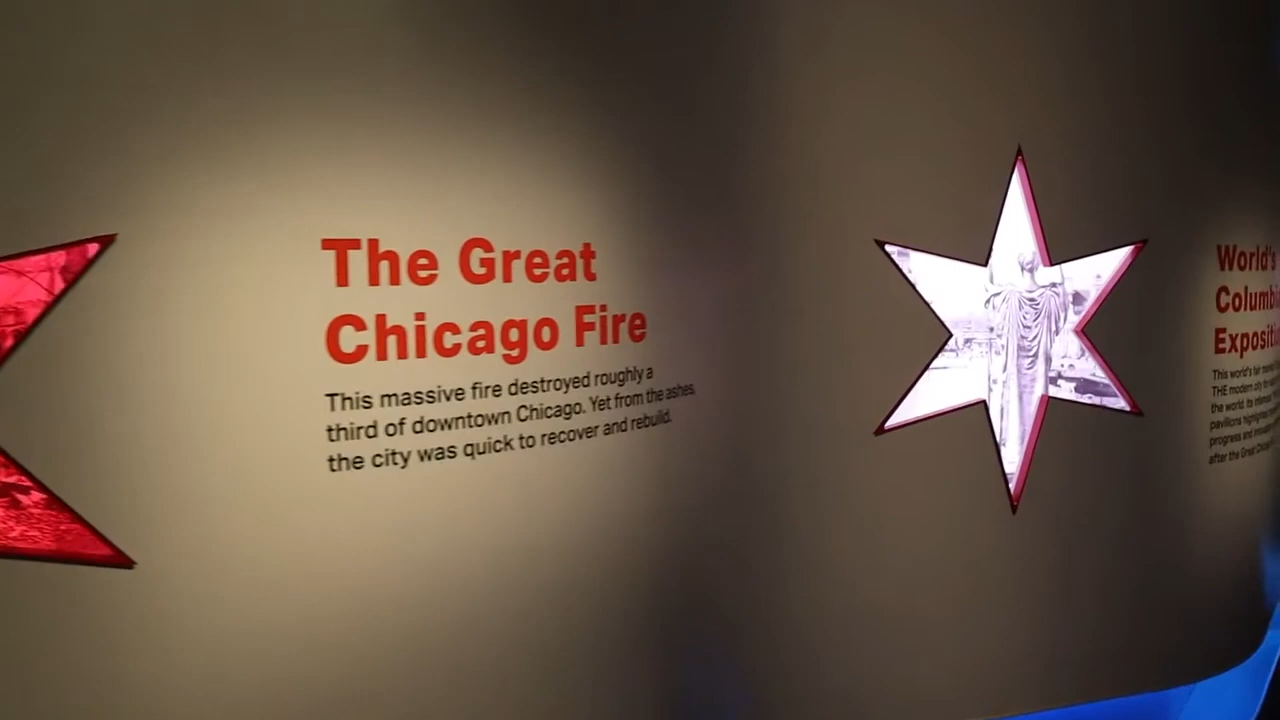 The Great
Chicago Fire
This massive fire destroyed roughly a
third of downtown Chicago. Yet from the ashes
the city was quick to recover and rebuild.
World's
Expositi
This world's fair
THE modern city
the world. Its
pavilions
progress and
after the Great